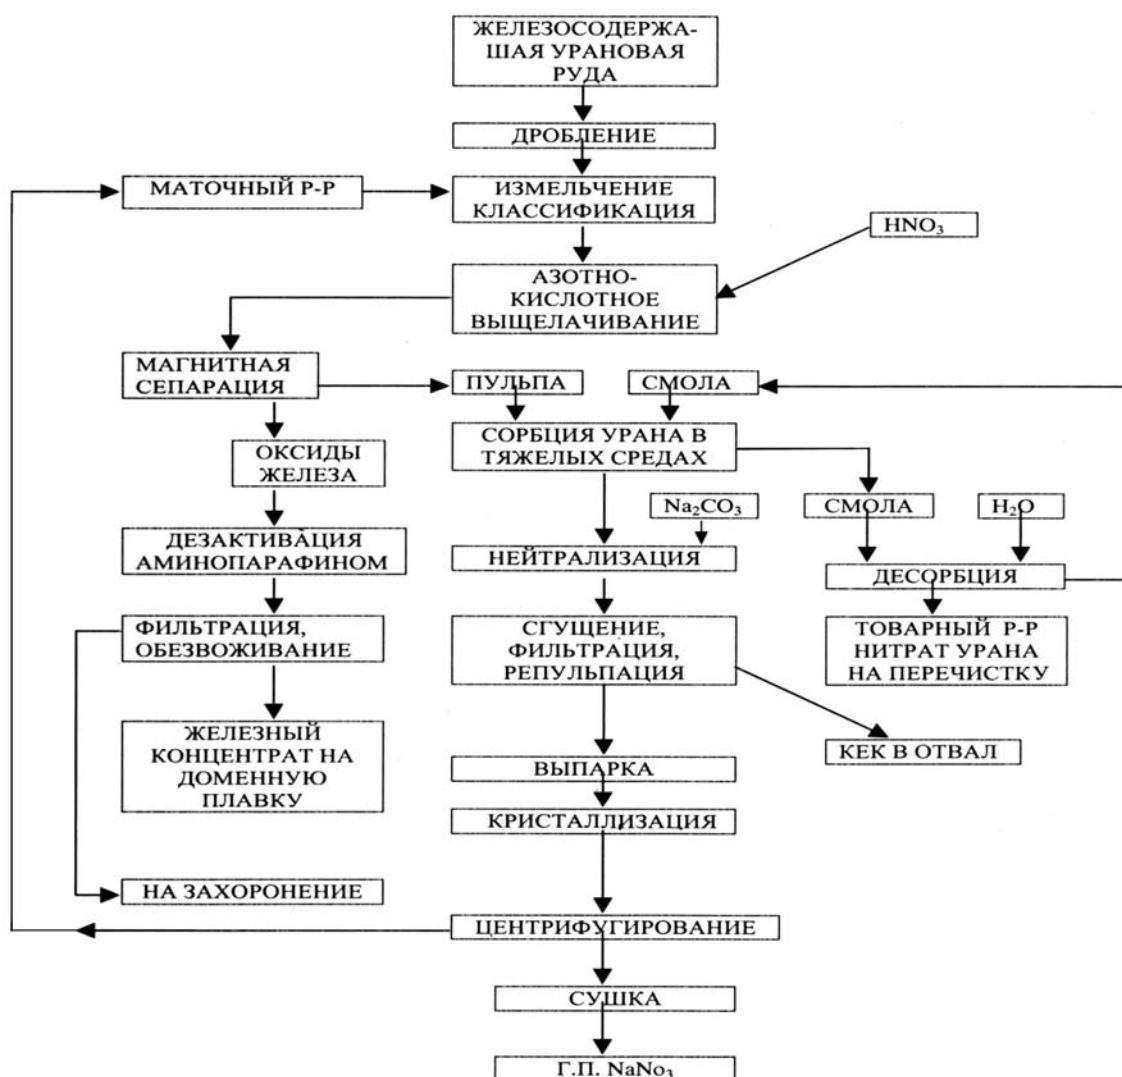 ЖЕЛЕЗОСОДЕРЖА-
ШАЯ УРАНОВАЯ
РУДА
ДРОБЛЕНИЕ
МАТОЧНЫЙ Р-Р
ИЗМЕЛЬЧЕНИЕ
КЛАССИФИКАЦИЯ
HNO₃
АЗОТНО-
КИСЛОТНОЕ
ВЫЩЕЛАЧИВАНИЕ
МАГНИТНАЯ
СЕПАРАЦИЯ
ПУЛЬПА
СМОЛА
СОРБЦИЯ УРАНА В
ТЯЖЕЛЫХ СРЕДАХ
ОКСИДЫ
ЖЕЛЕЗА
Na₂CO₃
СМОЛА
H₂O
ДЕЗАКТИВАЦИЯ
АМИНОПАРАФИНОМ
НЕЙТРАЛИЗАЦИЯ
ДЕСОРБЦИЯ
ФИЛЬТРАЦИЯ,
ОБЕЗВОЖИВАНИЕ
СГУЩЕНИЕ,
ФИЛЬТРАЦИЯ,
РЕПУЛЬПАЦИЯ
ТОВАРНЫЙ Р-Р
НИТРАТ УРАНА
НА ПЕРЕЧИСТКУ
ЖЕЛЕЗНЫЙ
КОНЦЕНТРАТ НА
ДОМЕННУЮ
ПЛАВКУ
КЕК В ОТВАЛ
ВЫПАРКА
КРИСТАЛЛИЗАЦИЯ
НА ЗАХОРОНЕНИЕ
ЦЕНТРИФУГИРОВАНИЕ
СУШКА
Г.П. NaNo₃